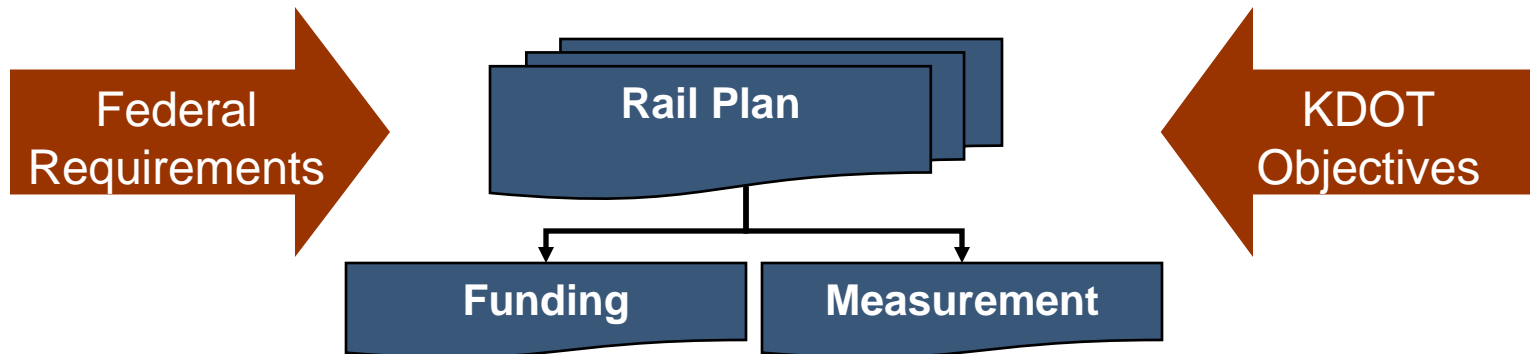 Federal
Requirements
Rail Plan
KDOT
Objectives
Funding
Measurement